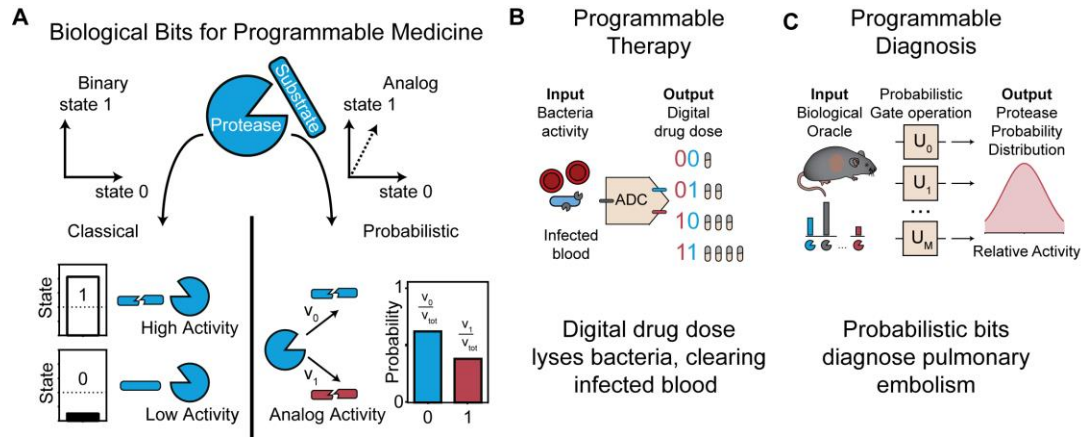 A
Biological Bits for Programmable Medicine
Binary
state 1
state 0
Protease
Substrate
Analog
state 1
state 0
Classical
Probabilistic
State
1
High Activity
State
0
Low Activity
v0
v1
Analog Activity
Probability
1
0
v0
vtot
v1
vtot
0 1
B
Programmable
Therapy
Input
Bacteria
activity
Infected
blood
ADC
Output
Digital
drug dose
00
01
10
11
Digital drug dose
lyses bacteria, clearing
infected blood
C
Programmable
Diagnosis
Input
Biological
Oracle
...
Probabilistic
Gate operation
U0
U1
...
UM
Output
Protease
Probability
Distribution
Relative Activity
Probabilistic bits
diagnose pulmonary
embolism